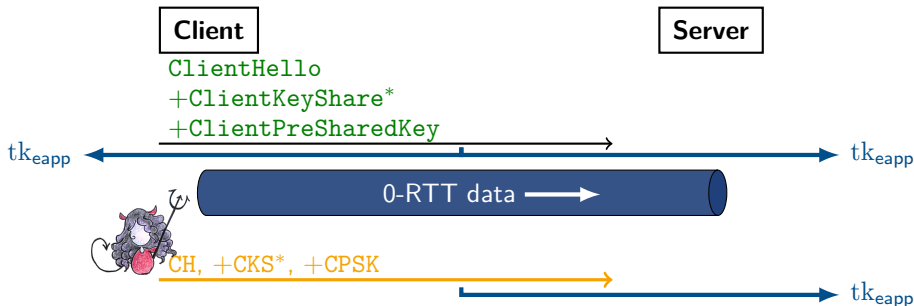 Client
Server
ClientHello
+ClientKeyShare*
+ClientPreSharedKey
tk_eapp
tk_eapp
0-RTT data
CH, +CKS*, +CPSK
tk_eapp